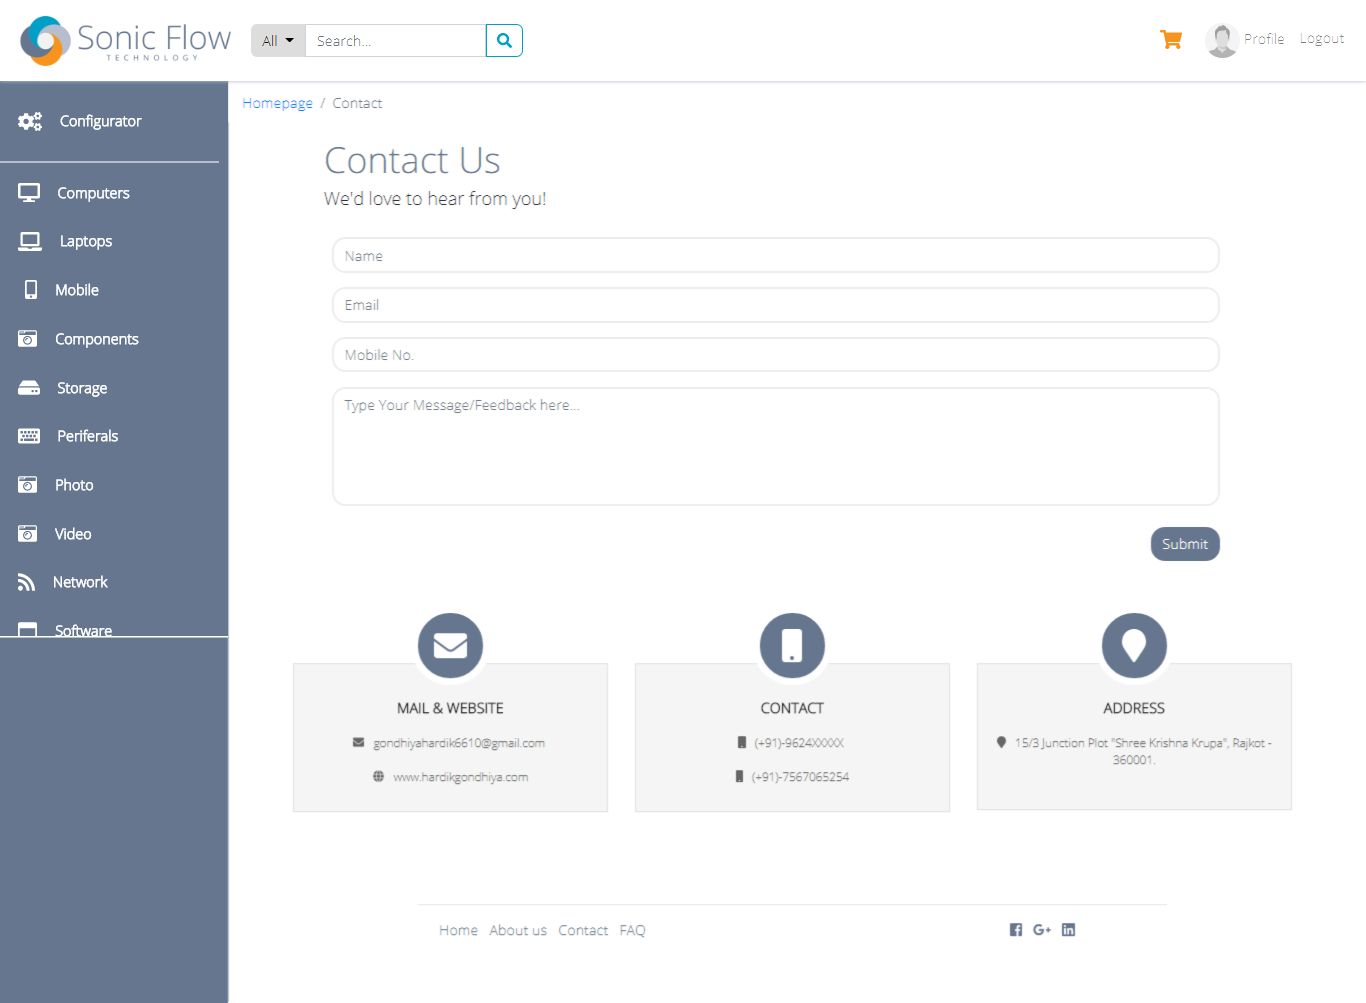 Sonic Flow
TECHNOLOGY
All
Search...
Profile
Logout
Configurator
Computers
Laptops
Mobile
Components
Storage
Periferals
Photo
Video
Network
Software
Homepage / Contact
Contact Us
We'd love to hear from you!
Name
Email
Mobile No.
Type Your Message/Feedback here...
Submit
MAIL & WEBSITE
gondhiyahardik6610@gmail.com
www.hardikgondhiya.com
CONTACT
(+91)-9624XXXXX
(+91)-7567065254
ADDRESS
15/3 Junction Plot "Shree Krishna Krupa", Rajkot -
360001.
Home About us Contact FAQ
G+